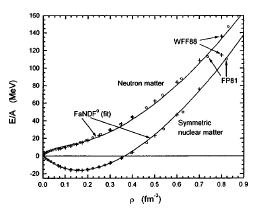 160
140
120
100
80
60
40
20
0
-20
E/A (MeV)
WFF88
FP81
Neutron matter
FaNDF⁰ (fit)
Symmetric
nuclear matter
0.0 0.1 0.2 0.3 0.4 0.5 0.6 0.7 0.8 0.9
ρ (fm⁻³)